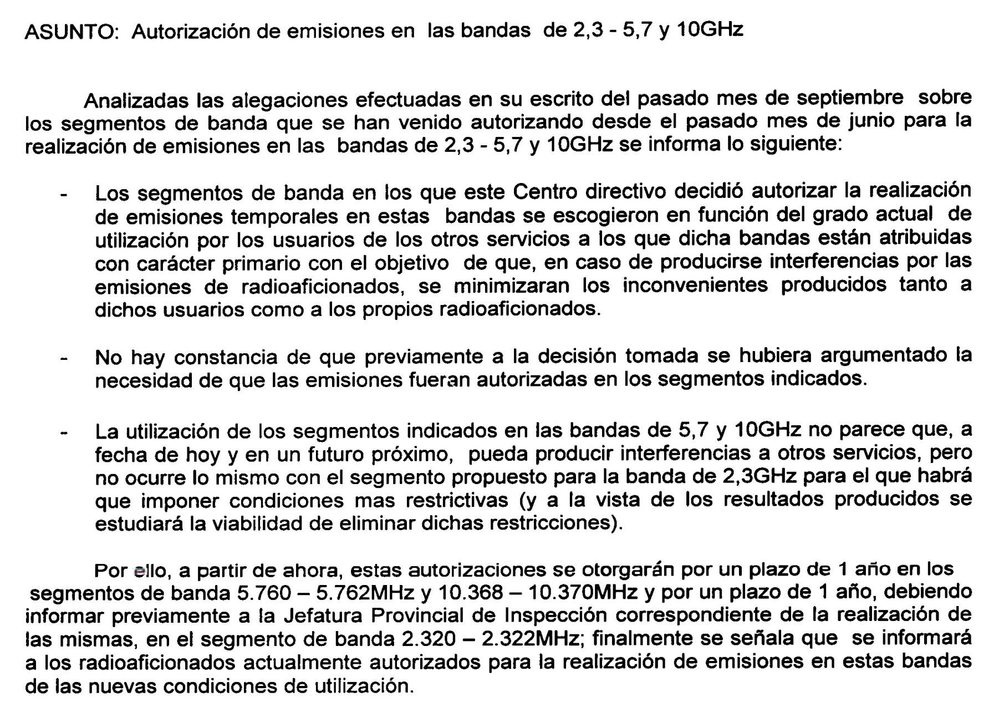 ASUNTO: Autorización de emisiones en las bandas de 2,3 - 5,7 y 10GHz
Analizadas las alegaciones efectuadas en su escrito del pasado mes de septiembre sobre
los segmentos de banda que se han venido autorizando desde el pasado mes de junio para la
realización de emisiones en las bandas de 2,3 - 5,7 y 10GHz se informa lo siguiente:
- Los segmentos de banda en los que este Centro directivo decidió autorizar la realización
de emisiones temporales en estas bandas se escogieron en función del grado actual de
utilización por los usuarios de los otros servicios a los que dicha bandas están atribuidas
con carácter primario con el objetivo de que, en caso de producirse interferencias por las
emisiones de radioaficionados, se minimizaran los inconvenientes producidos tanto a
dichos usuarios como a los propios radioaficionados.
- No hay constancia de que previamente a la decisión tomada se hubiera argumentado la
necesidad de que las emisiones fueran autorizadas en los segmentos indicados.
- La utilización de los segmentos indicados en las bandas de 5,7 y 10GHz no parece que, a
fecha de hoy y en un futuro próximo, pueda producir interferencias a otros servicios, pero
no ocurre lo mismo con el segmento propuesto para la banda de 2,3GHz para el que habrá
que imponer condiciones mas restrictivas (y a la vista de los resultados producidos se
estudiará la viabilidad de eliminar dichas restricciones).
Por ello, a partir de ahora, estas autorizaciones se otorgarán por un plazo de 1 año en los
segmentos de banda 5.760 – 5.762MHz y 10.368 – 10.370MHz y por un plazo de 1 año, debiendo
informar previamente a la Jefatura Provincial de Inspección correspondiente de la realización de
las mismas, en el segmento de banda 2.320 – 2.322MHz; finalmente se señala que se informará
a los radioaficionados actualmente autorizados para la realización de emisiones en estas bandas
de las nuevas condiciones de utilización.